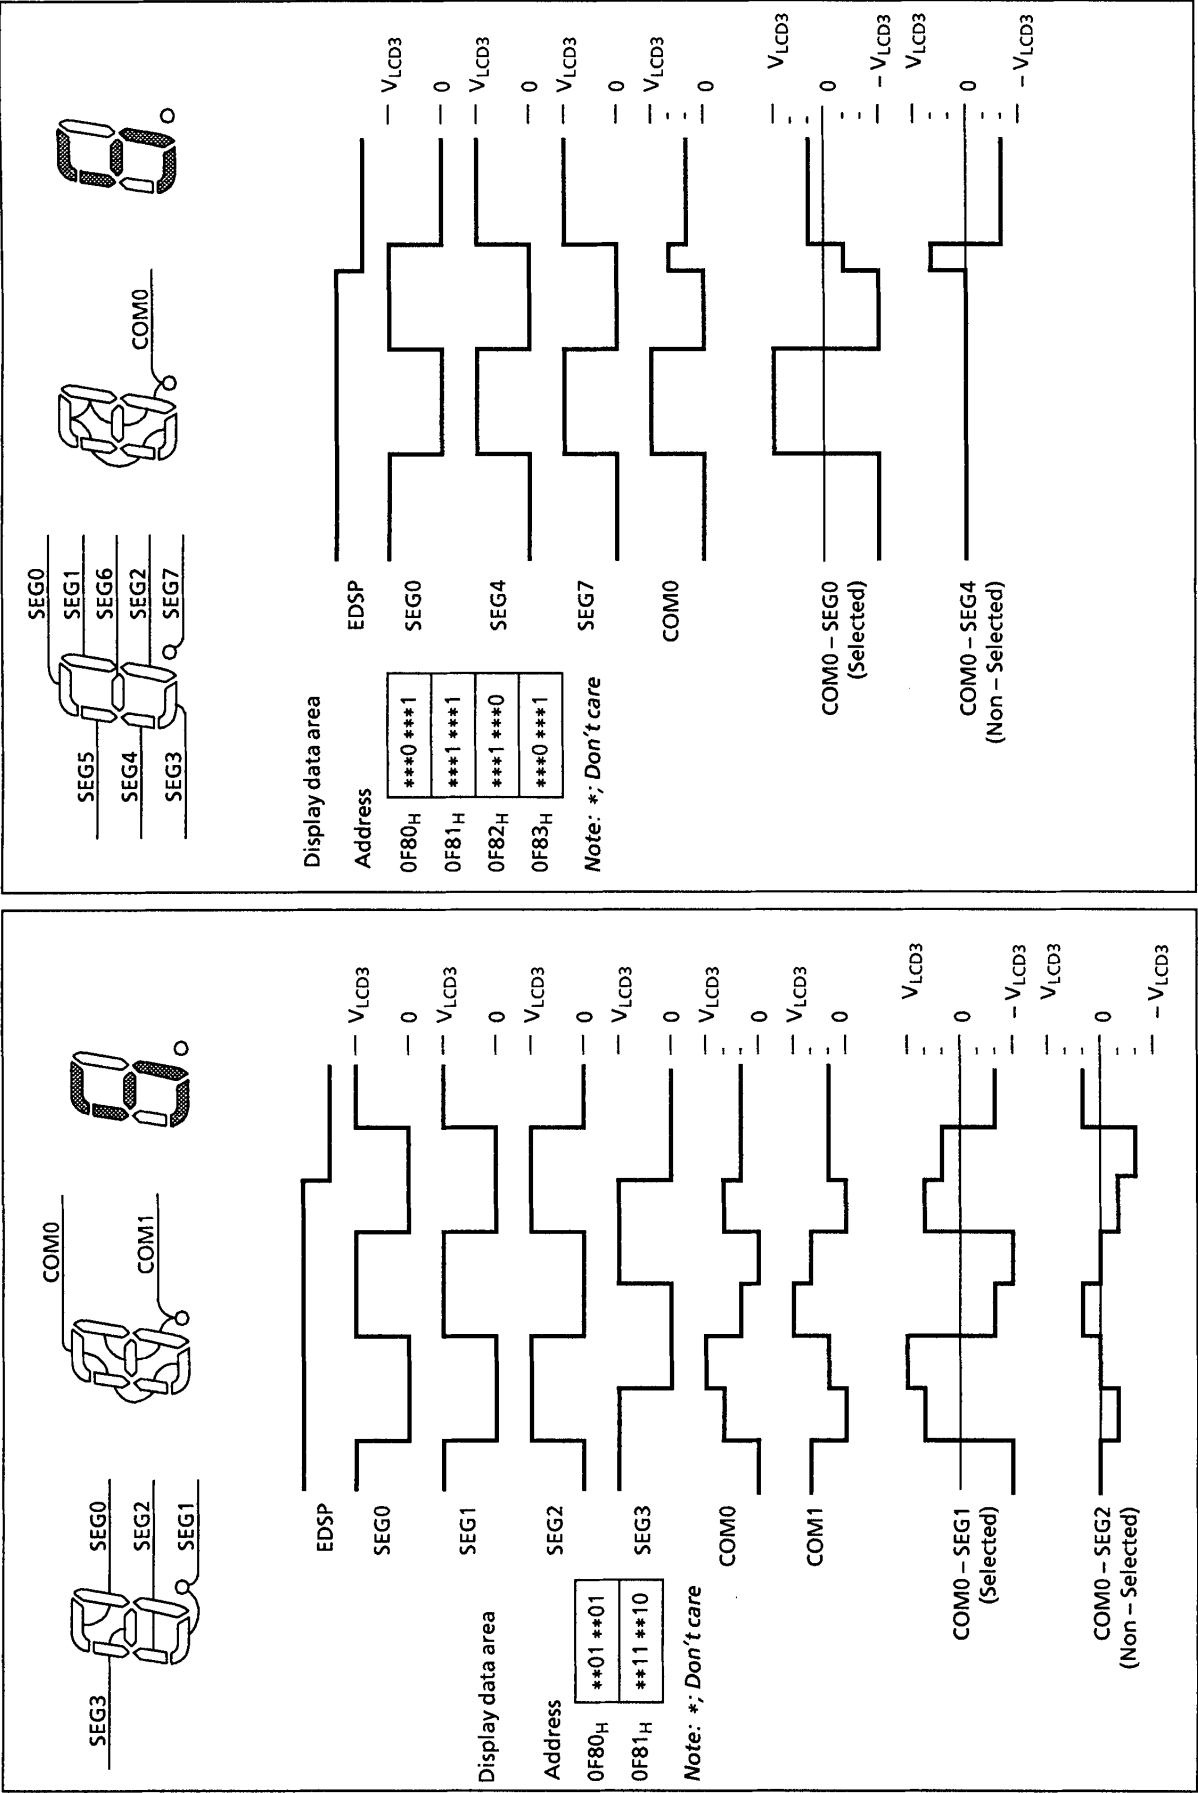 SEG5
SEG4
SEG3
SEG0
SEG1
SEG6
SEG2
SEG7
COM0
Display data area
Address
0F80H ***0 ***1
0F81H ***1 ***1
0F82H ***1 ***0
0F83H ***0 ***1
Note: *; Don't care
EDSP
SEG0
VLCD3
0
SEG4
VLCD3
0
SEG7
VLCD3
0
COM0
VLCD3
0
COM0 – SEG0
(Selected)
VLCD3
0
– VLCD3
COM0 – SEG4
(Non – Selected)
VLCD3
0
– VLCD3
SEG3
SEG0
SEG2
SEG1
COM0
COM1
Display data area
Address
0F80H **01 **01
0F81H **11 **10
Note: *; Don't care
EDSP
SEG0
VLCD3
0
SEG1
VLCD3
0
SEG2
VLCD3
0
SEG3
VLCD3
0
COM0
VLCD3
0
COM1
VLCD3
0
COM0 – SEG1
(Selected)
VLCD3
0
– VLCD3
COM0 – SEG2
(Non – Selected)
VLCD3
0
– VLCD3